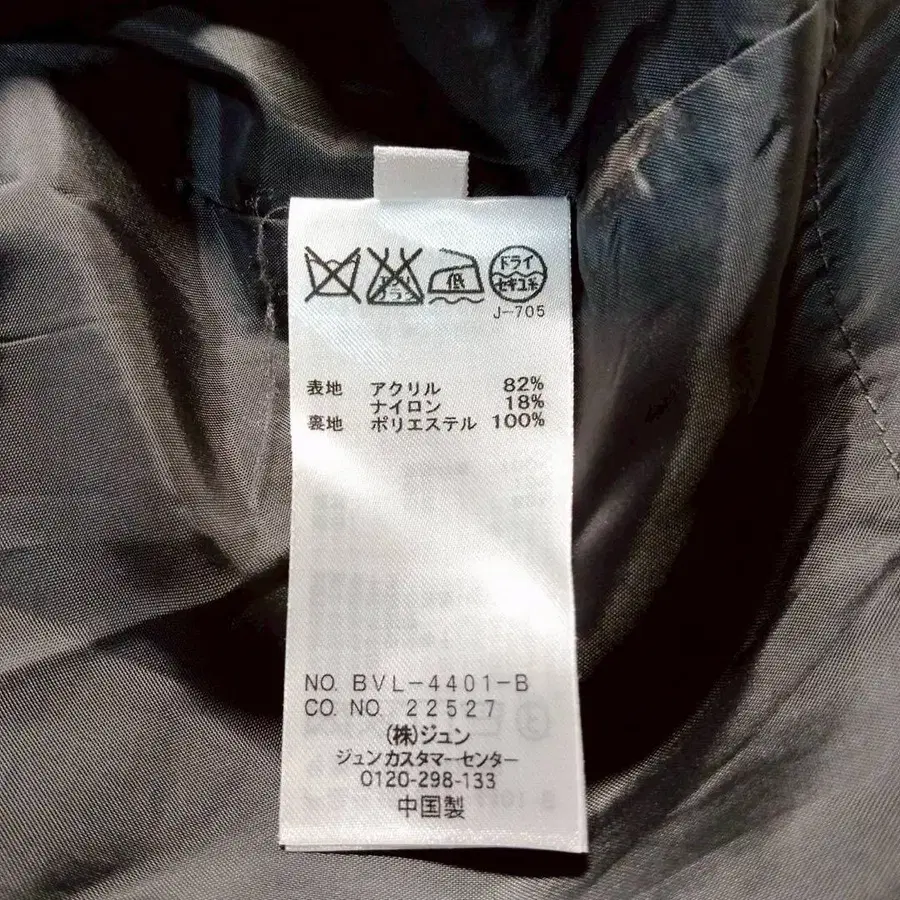 低 ドライ セキユ系
J-705
表地 アクリル 82%
ナイロン 18%
裏地 ポリエステル 100%
NO. BVL-4401-B
CO. NO. 22527
(株)ジュン
ジュンカスタマーセンター
0120-298-133
中国製